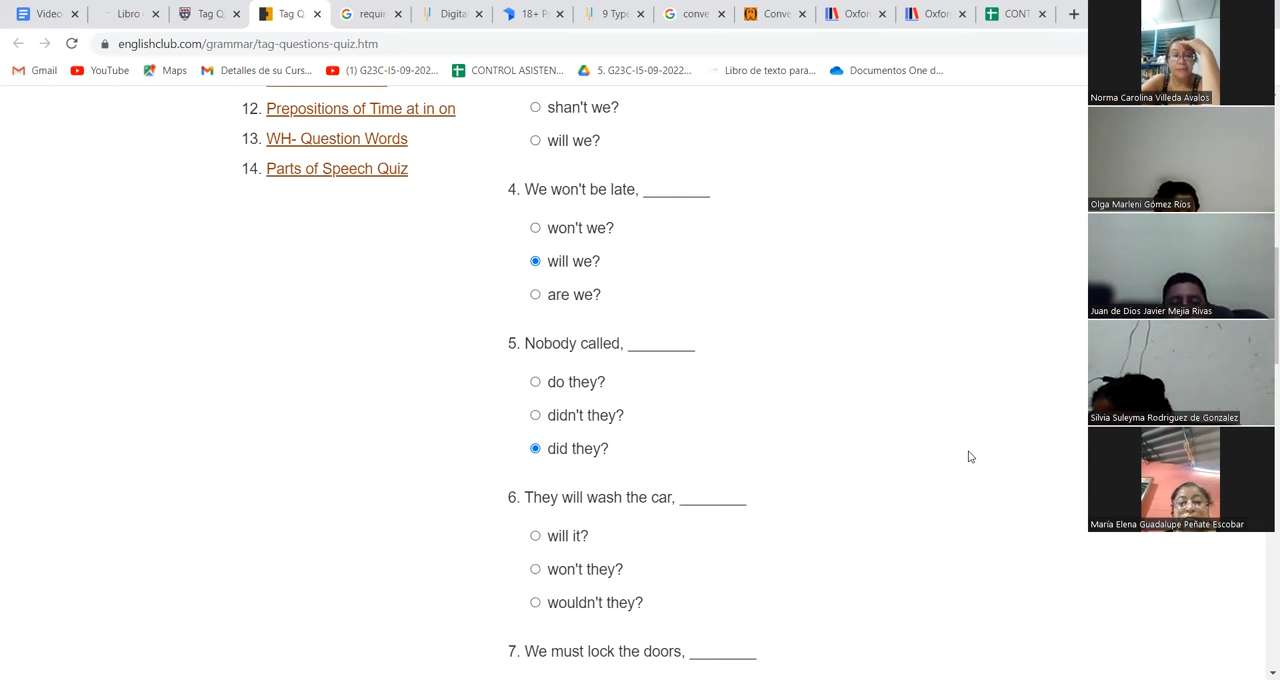 Video
Libro
Tag Q
Tag Q
requir
Digita
18+ P
9 Type
conve
Conve
Oxfor
Oxfor
CONT
englishclub.com/grammar/tag-questions-quiz.htm
Gmail
YouTube
Maps
Detalles de su Curs...
(1) G23C-I5-09-202...
CONTROL ASISTEN...
5. G23C-I5-09-2022...
Libro de texto para...
Documentos One d...
12. Prepositions of Time at in on
13. WH- Question Words
14. Parts of Speech Quiz
shan't we?
will we?
4. We won't be late, ________
won't we?
will we?
are we?
5. Nobody called, ________
do they?
didn't they?
did they?
6. They will wash the car, ________
will it?
won't they?
wouldn't they?
7. We must lock the doors, ________
Norma Carolina Villeda Avalos
Olga Marleni Gómez Ríos
Juan de Dios Javier Mejia Rivas
Silvia Suleyma Rodriguez de Gonzalez
María Elena Guadalupe Peñate Escobar